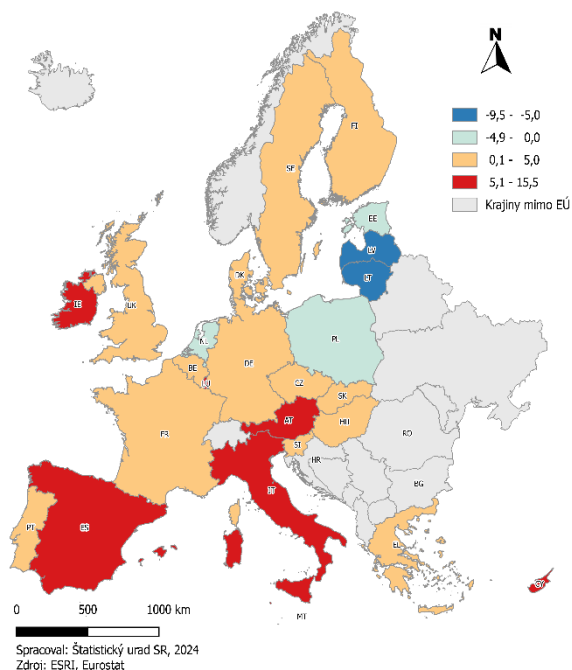 N
-9,5 - -5,0
-4,9 - 0,0
0,1 - 5,0
5,1 - 15,5
Krajiny mimo EÚ
FI
SE
EE
LV
LT
DK
IE
UK
NL
PL
BE
DE
LU
CZ
SK
FR
AT
HU
SI
HR
RO
IT
BG
PT
ES
EL
CY
MT
0 500 1000 km
Spracoval: Štatistický urad SR, 2024
Zdroj: ESRI, Eurostat